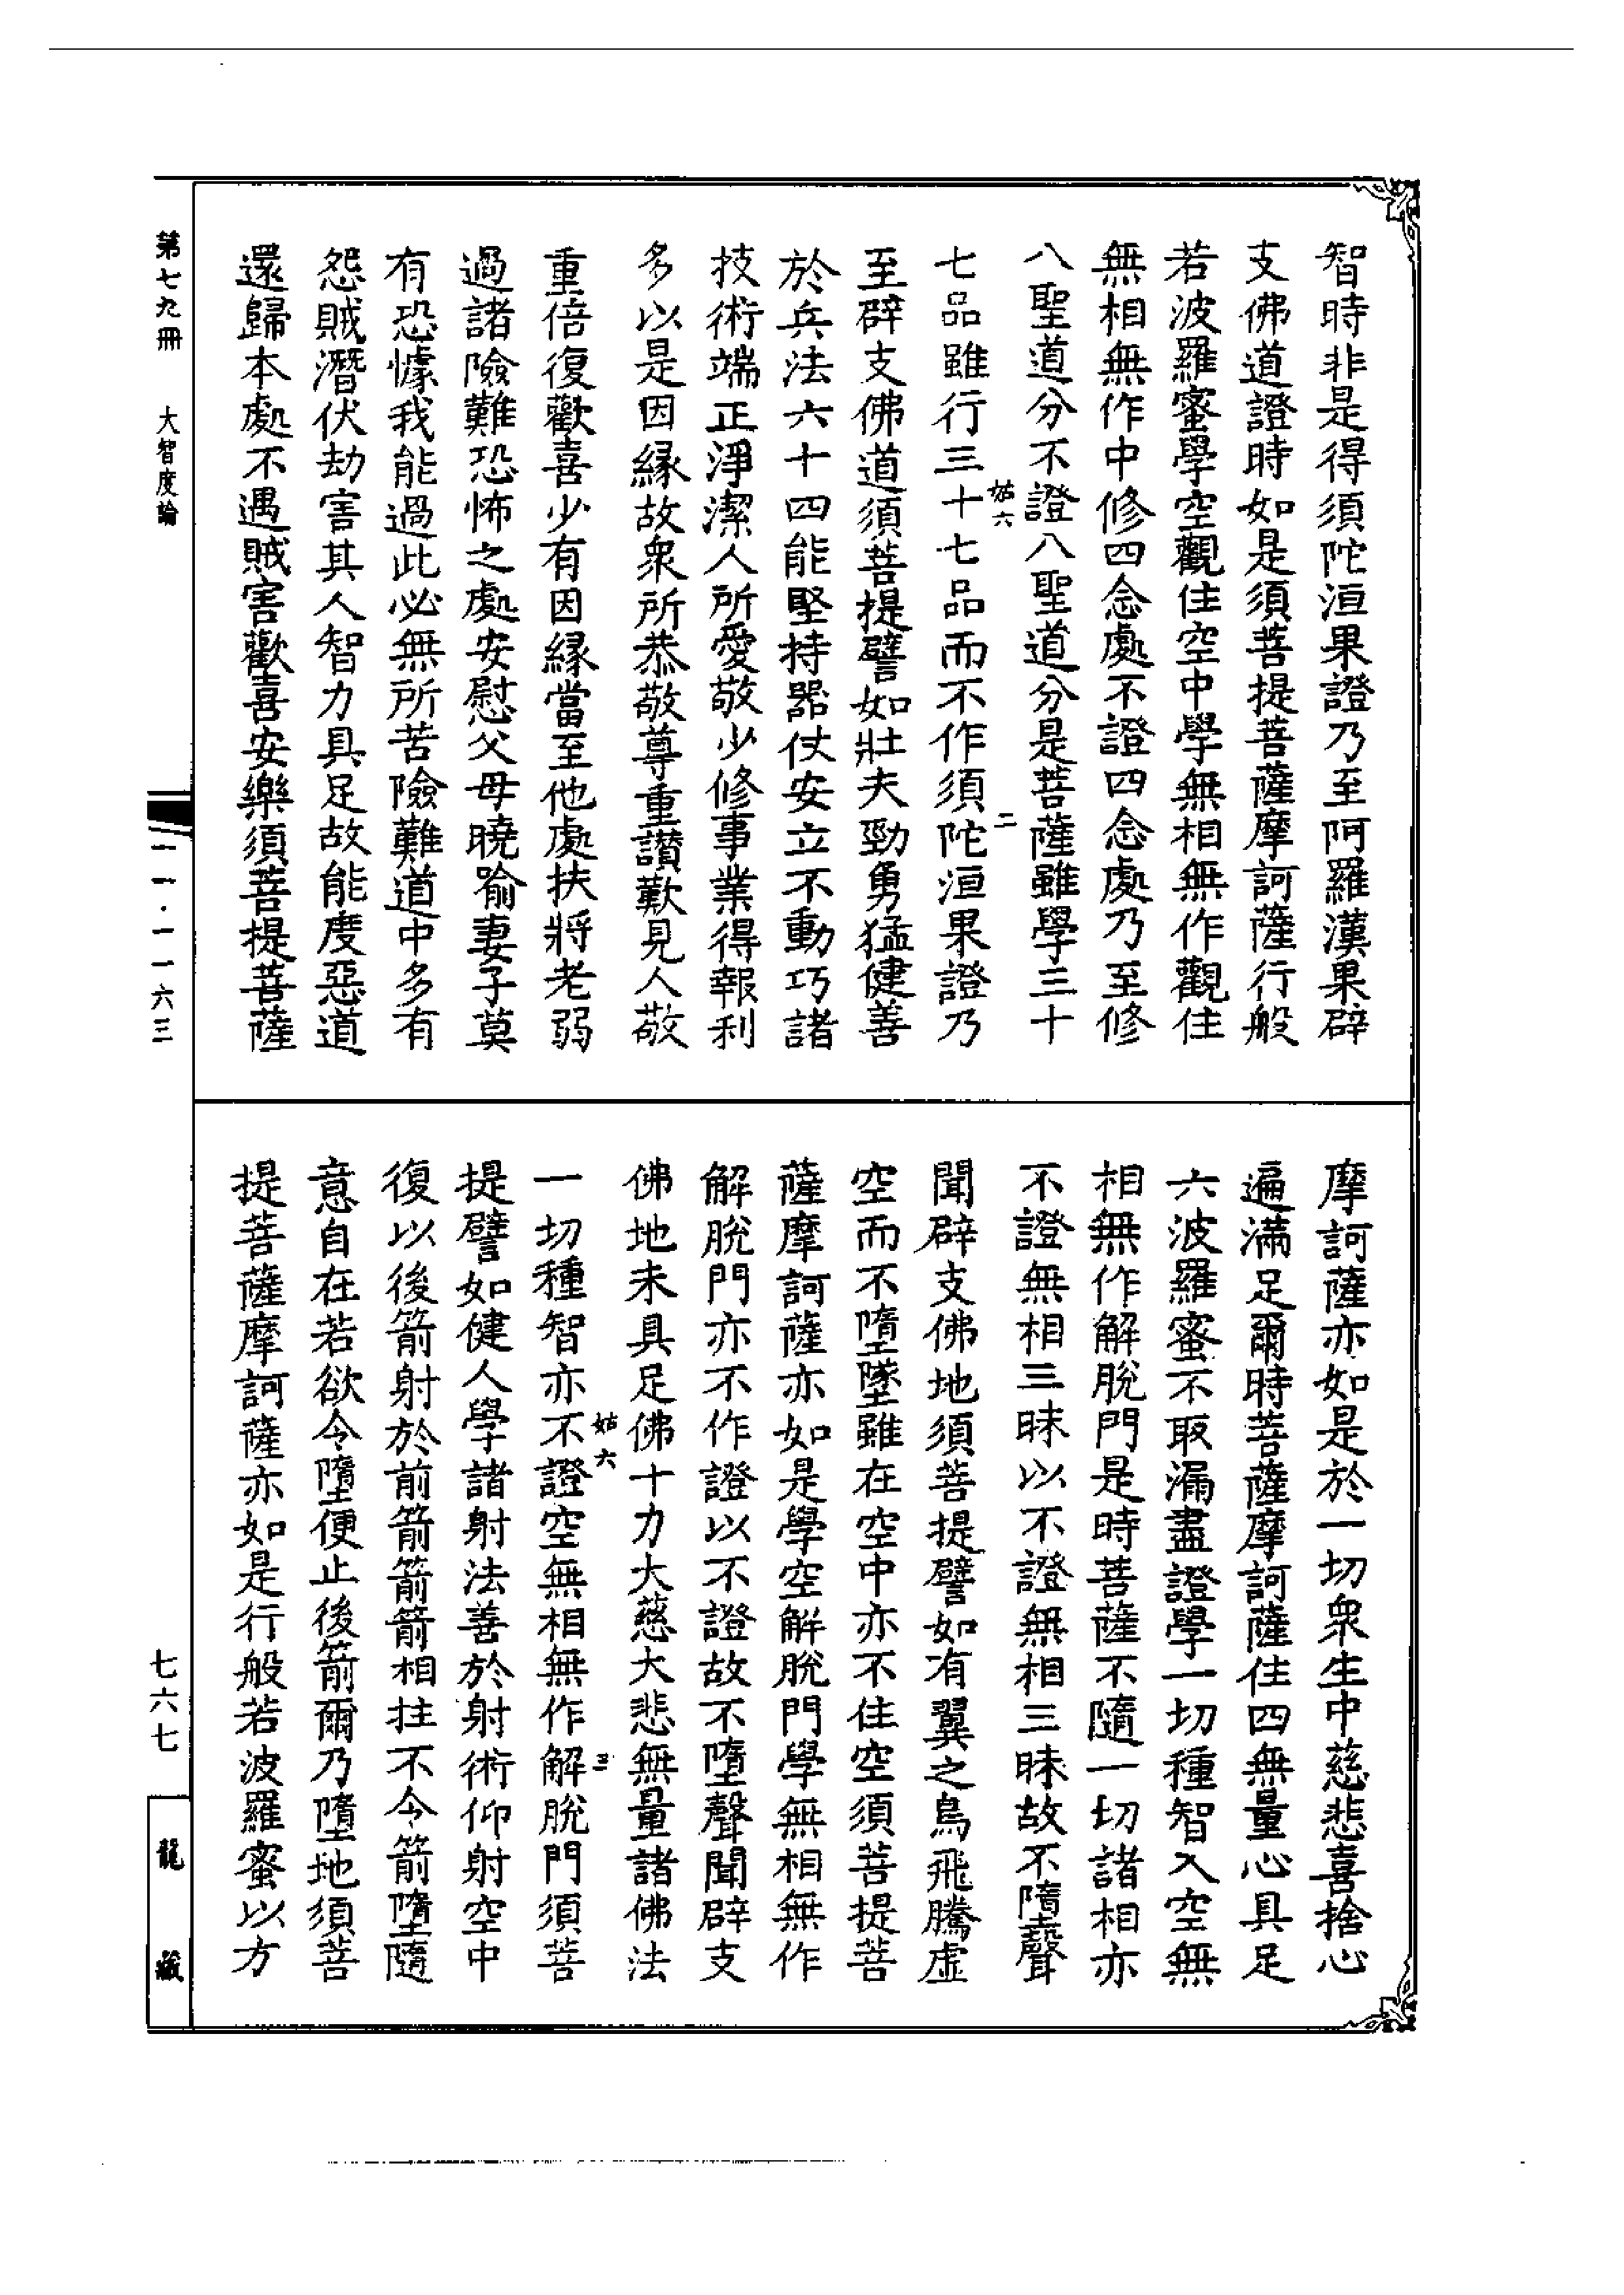 智時非是得須陀洹果證乃至阿羅漢果辟
支佛道證時如是須菩提菩薩摩訶薩行般
若波羅蜜學空觀住空中學無相無作觀住
無相無作中修四念處不證四念處乃至修
八聖道分不證八聖道分是菩薩雖學三十
姑六 二
七品雖行三十七品而不作須陀洹果證乃
至辟支佛道須菩提譬如壯夫勁勇猛健善
於兵法六十四能堅持器仗安立不動巧諸
技術端正淨潔人所愛敬少修事業得報利
多以是因緣故衆所恭敬尊重讃歎見人敬
重倍復歡喜少有因緣當至他處扶將老弱
過諸險難恐怖之處安慰父母曉喻妻子莫
有恐懅我能過此必無所苦險難道中多有
怨賊潛伏劫害其人智力具足故能度惡道
還歸本處不遇賊害歡喜安樂須菩提菩薩
摩訶薩亦如是於一切衆生中慈悲喜捨心
遍滿足爾時菩薩摩訶薩住四無量心具足
六波羅蜜不取漏盡證學一切種智入空無
相無作解脫門是時菩薩不隨一切諸相亦
不證無相三昧以不證無相三昧故不墮聲
聞辟支佛地須菩提譬如有翼之鳥飛騰虛
空而不墮墜雖在空中亦不住空須菩提菩
薩摩訶薩亦如是學空解脫門學無相無作
解脫門亦不作證以不證故不墮聲聞辟支
佛地未具足佛十力大慈大悲無量諸佛法
姑六 三
一切種智亦不證空無相無作解脫門須菩
提譬如健人學諸射法善於射術仰射空中
復以後箭射於前箭箭箭相拄不令箭墮隨
意自在若欲令墮便止後箭爾乃墮地須菩
提菩薩摩訶薩亦如是行般若波羅蜜以方
第七九冊 大智度論
一一一·一一六三
七六七
龍藏